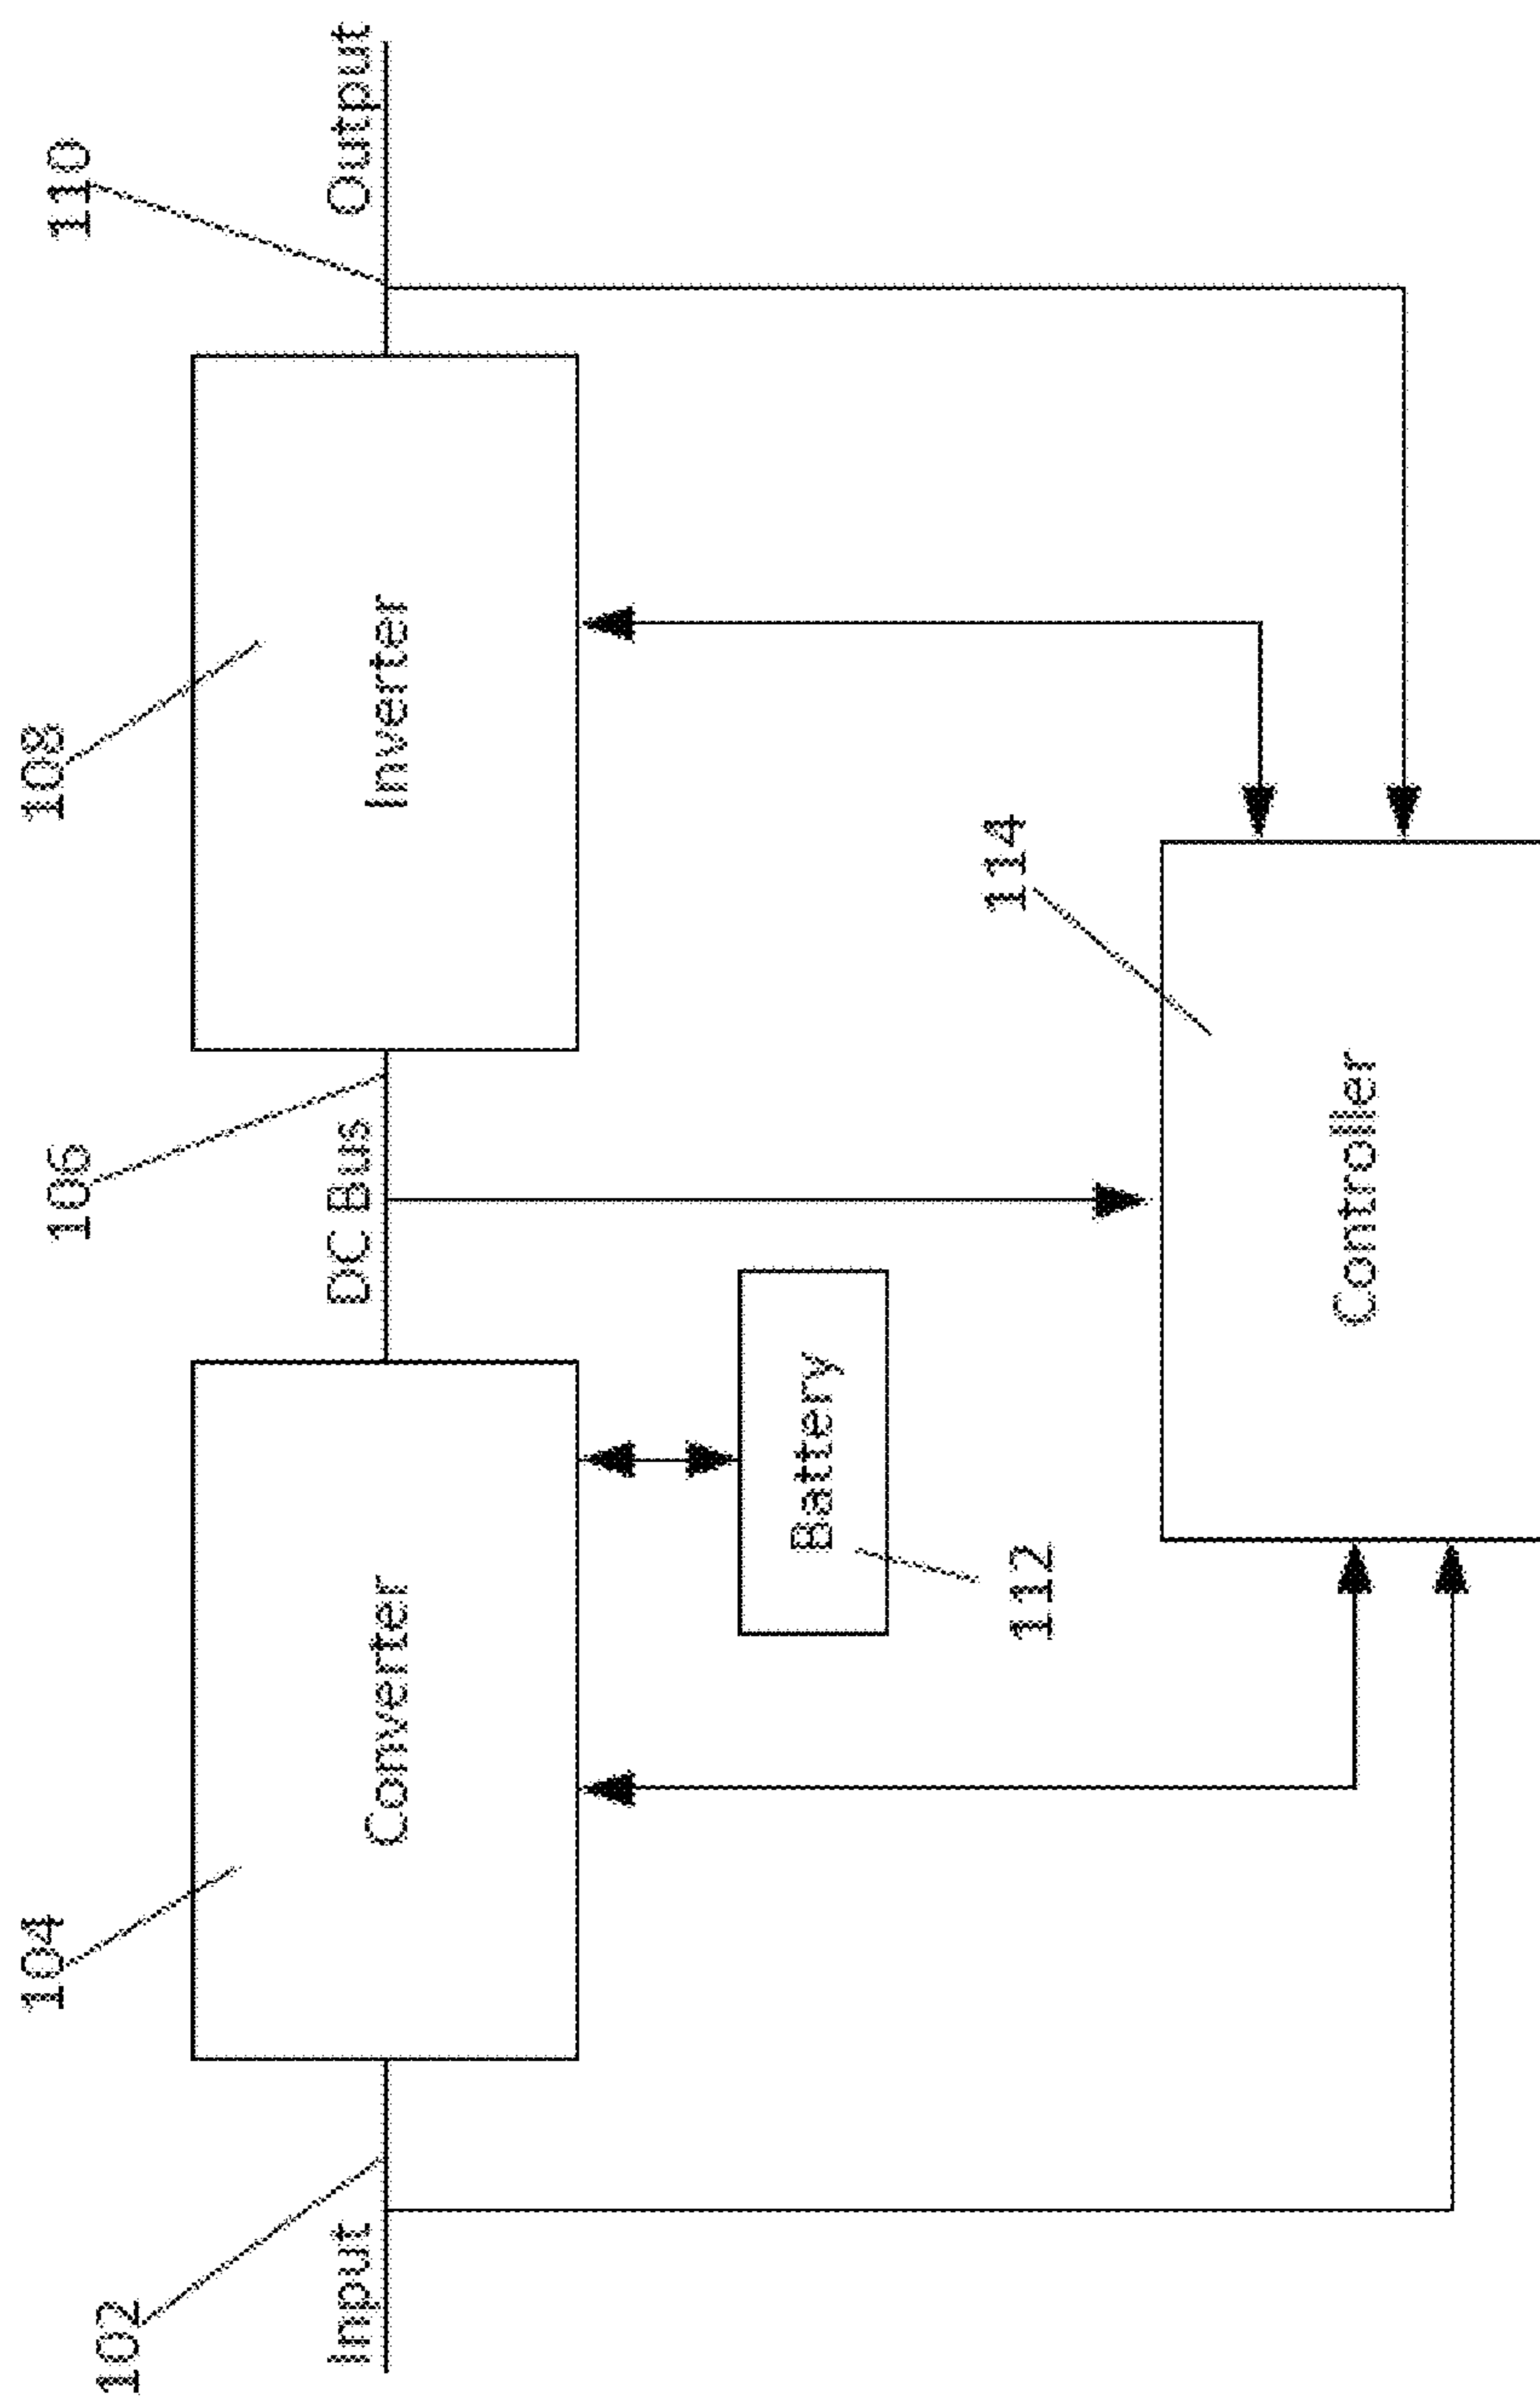 110
Output
108
Inverter
106
DC Bus
114
Controller
104
Converter
Battery
112
102
Input